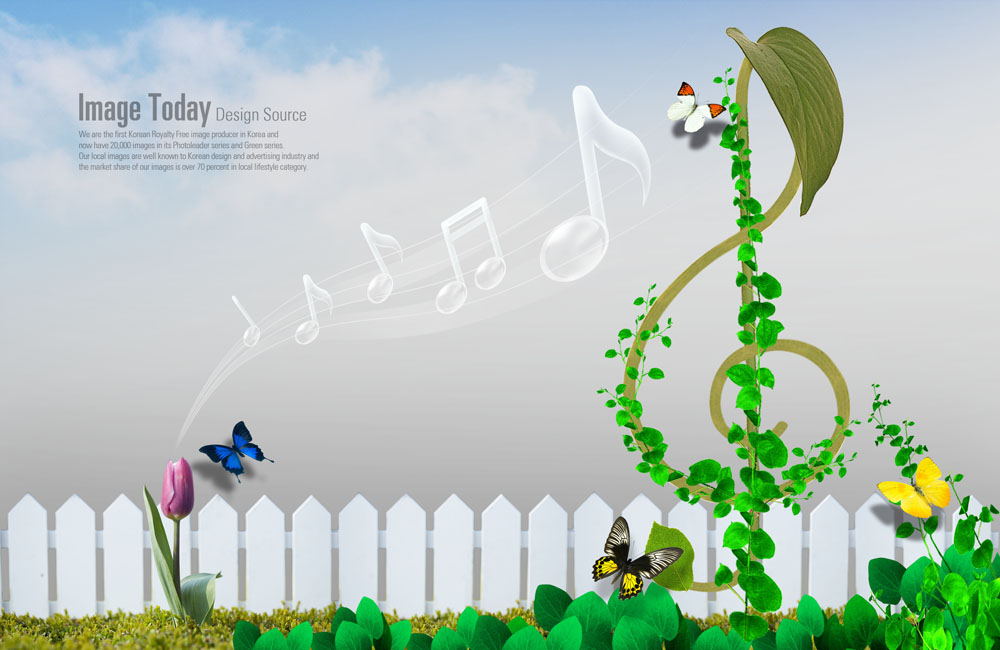 Image Today Design Source
We are the first Korean Royalty Free image producer in Korea and
now have 20,000 images in its Photoleader series and Green series.
Our local images are well known to Korean design and advertising industry and
the market share of our images is over 70 percent in local lifestyle category.